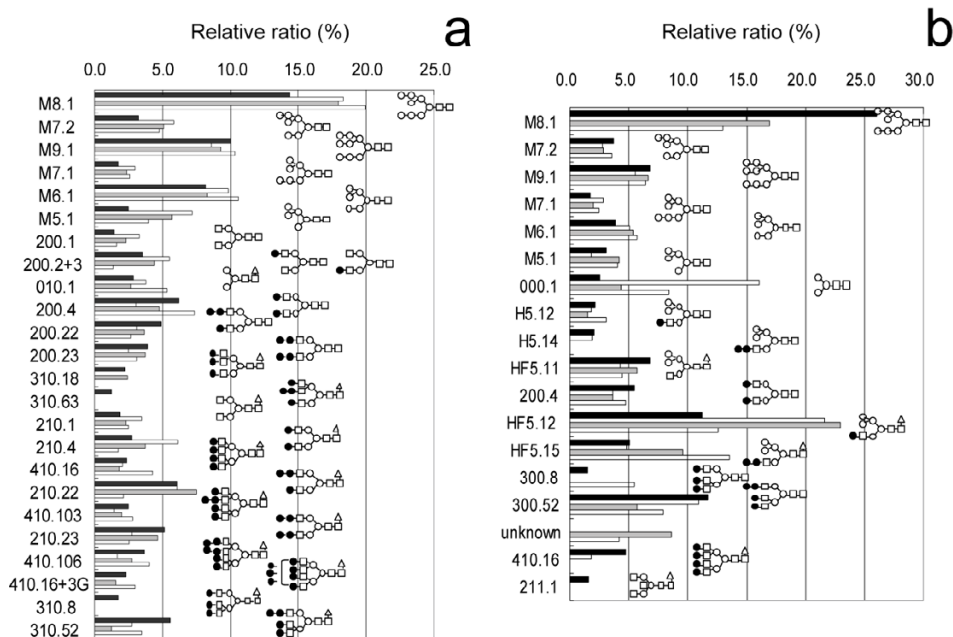 Relative ratio (%)
a
0.0 5.0 10.0 15.0 20.0 25.0
M8.1
M7.2
M9.1
M7.1
M6.1
M5.1
200.1
200.2+3
010.1
200.4
200.22
200.23
310.18
310.63
210.1
210.4
410.16
210.22
410.103
210.23
410.106
410.16+3G
310.8
310.52
Relative ratio (%)
b
0.0 5.0 10.0 15.0 20.0 25.0 30.0
M8.1
M7.2
M9.1
M7.1
M6.1
M5.1
000.1
H5.12
H5.14
HF5.11
200.4
HF5.12
HF5.15
300.8
300.52
unknown
410.16
211.1